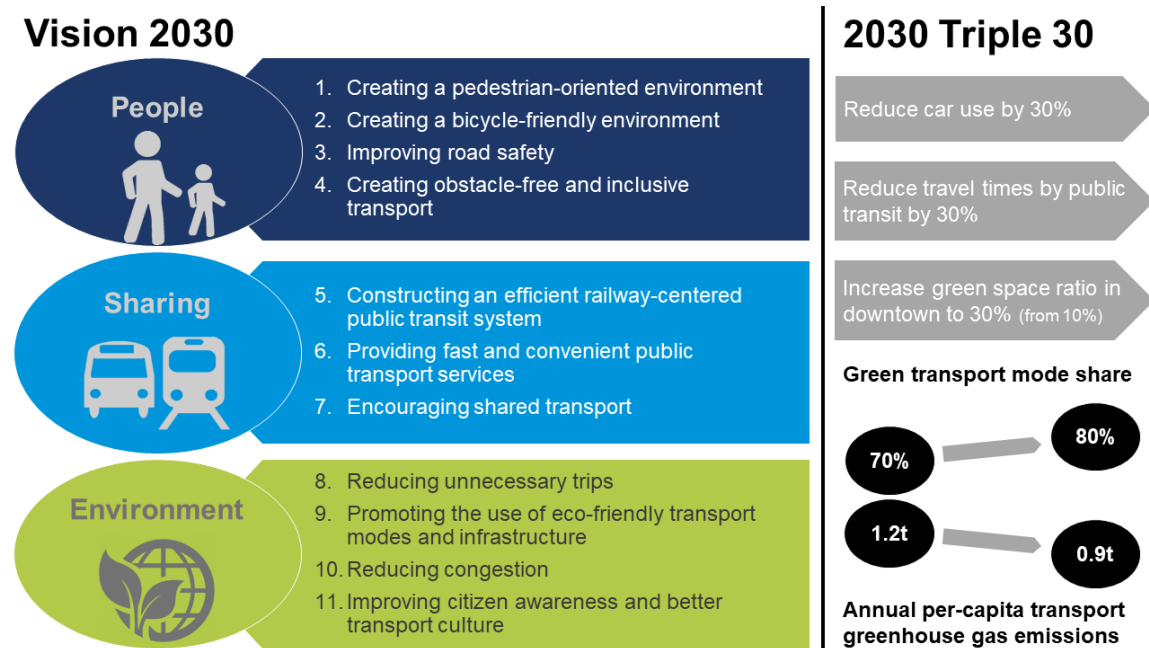 Vision 2030
People
1. Creating a pedestrian-oriented environment
2. Creating a bicycle-friendly environment
3. Improving road safety
4. Creating obstacle-free and inclusive
transport
Sharing
5. Constructing an efficient railway-centered
public transit system
6. Providing fast and convenient public
transport services
7. Encouraging shared transport
Environment
8. Reducing unnecessary trips
9. Promoting the use of eco-friendly transport
modes and infrastructure
10. Reducing congestion
11. Improving citizen awareness and better
transport culture
2030 Triple 30
Reduce car use by 30%
Reduce travel times by public
transit by 30%
Increase green space ratio in
downtown to 30% (from 10%)
Green transport mode share
70%
80%
1.2t
0.9t
Annual per-capita transport
greenhouse gas emissions